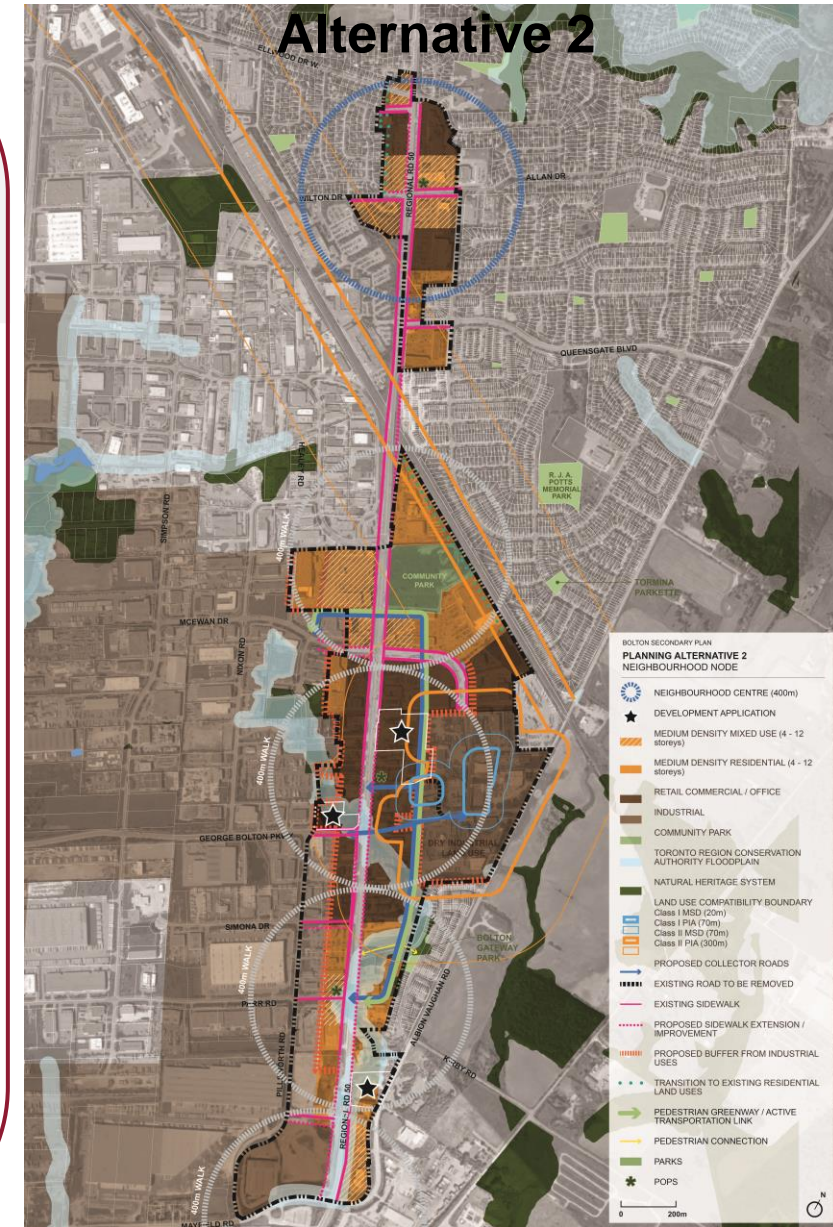 Alternative 2
ELLWOOD DR W
REGIONAL RD 50
ALLAN DR
WILTON DR
QUEENSGATE BLVD
R. J. A.
POTTS
MEMORIAL
PARK
SIMPSON RD
400m WALK
COMMUNITY
PARK
TORMINA
PARKETTE
MCEWAN DR
NIXON RD
400m WALK
GEORGE BOLTON PKWY
DRY INDUSTRIAL
SIMONA DR
BOLTON
GATEWAY
PARK
400m WALK
PARR RD
ALBION VAUGHAN RD
PILLSWORTH RD
REGIONAL RD 50
400m WALK
MAYFIELD RD
BOLTON SECONDARY PLAN
PLANNING ALTERNATIVE 2
NEIGHBOURHOOD NODE
NEIGHBOURHOOD CENTRE (400m)
DEVELOPMENT APPLICATION
MEDIUM DENSITY MIXED USE (4 - 12
storeys)
MEDIUM DENSITY RESIDENTIAL (4 - 12
storeys)
RETAIL COMMERCIAL / OFFICE
INDUSTRIAL
COMMUNITY PARK
TORONTO REGION CONSERVATION
AUTHORITY FLOODPLAIN
NATURAL HERITAGE SYSTEM
LAND USE COMPATIBILITY BOUNDARY
Class I MSD (20m)
Class I PIA (70m)
Class II MSD (70m)
Class II PIA (300m)
PROPOSED COLLECTOR ROADS
EXISTING ROAD TO BE REMOVED
EXISTING SIDEWALK
PROPOSED SIDEWALK EXTENSION /
IMPROVEMENT
PROPOSED BUFFER FROM INDUSTRIAL
USES
TRANSITION TO EXISTING RESIDENTIAL
LAND USES
PEDESTRIAN GREENWAY / ACTIVE
TRANSPORTATION LINK
PEDESTRIAN CONNECTION
PARKS
POPS
0 200m
N